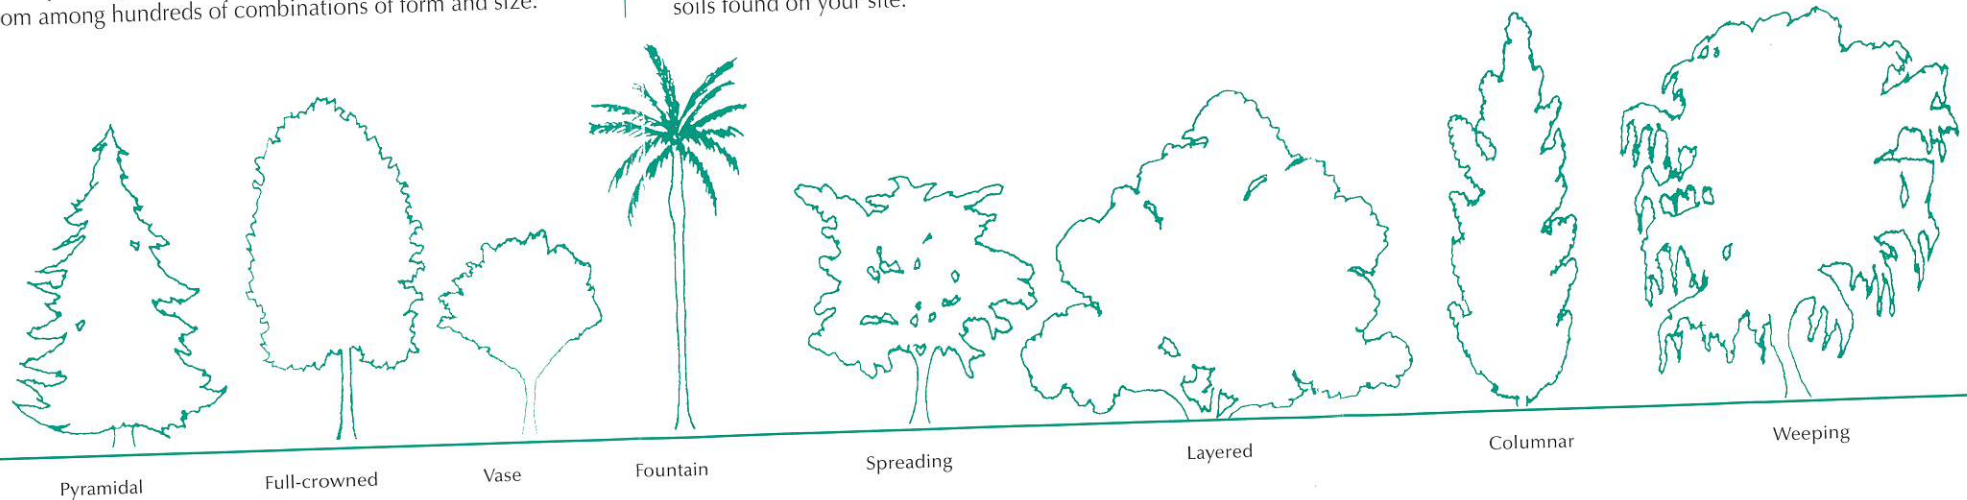 om among hundreds of combinations of form and size.
soils found on your site.
Pyramidal
Full-crowned
Vase
Fountain
Spreading
Layered
Columnar
Weeping